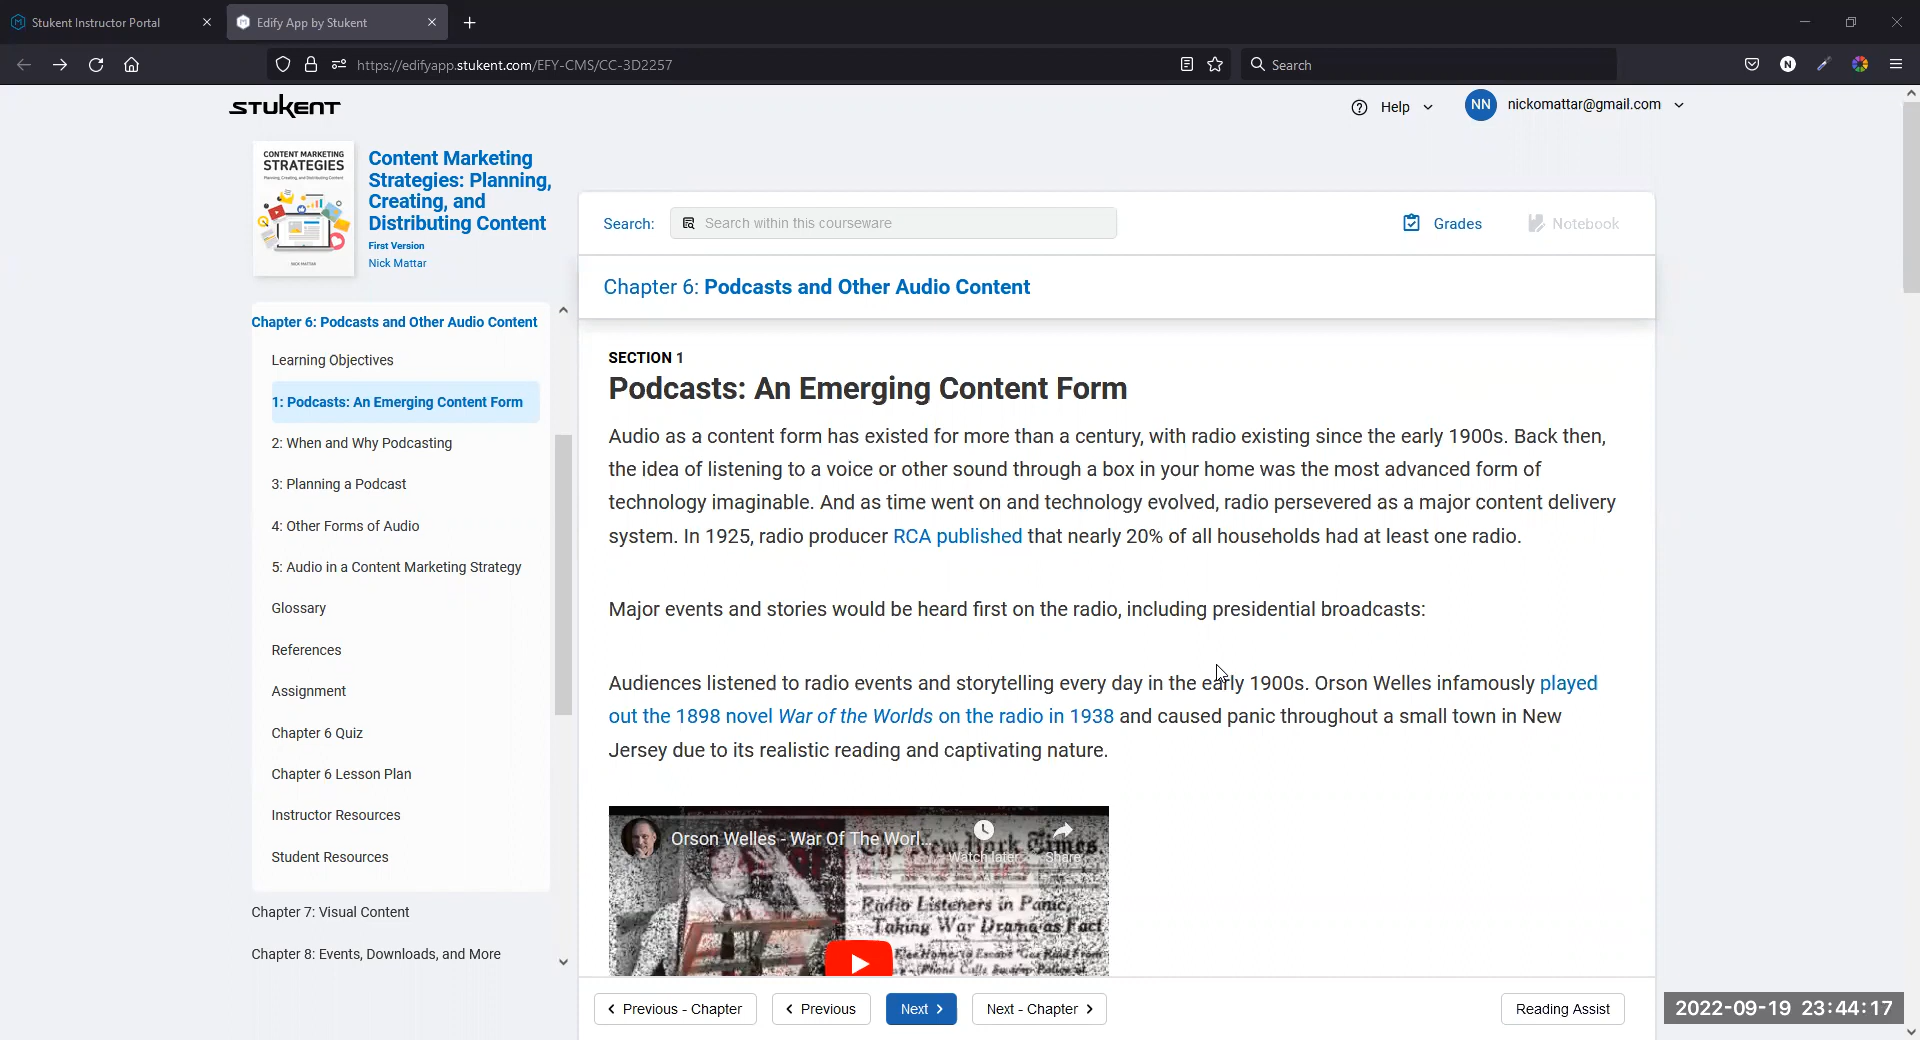 Stukent Instructor Portal
Edify App by Stukent
https://edifyapp.stukent.com/EFY-CMS/CC-3D2257
Search
N
STUKENT
Help
NN
nickomattar@gmail.com
CONTENT MARKETING
STRATEGIES
Planning, Creating, and Distributing Content
NICK MATTAR
Content Marketing
Strategies: Planning,
Creating, and
Distributing Content
First Version
Nick Mattar
Search:
Search within this courseware
Grades
Notebook
Chapter 6: Podcasts and Other Audio Content
Chapter 6: Podcasts and Other Audio Content
Learning Objectives
1: Podcasts: An Emerging Content Form
2: When and Why Podcasting
3: Planning a Podcast
4: Other Forms of Audio
5: Audio in a Content Marketing Strategy
Glossary
References
Assignment
Chapter 6 Quiz
Chapter 6 Lesson Plan
Instructor Resources
Student Resources
Chapter 7: Visual Content
Chapter 8: Events, Downloads, and More
SECTION 1
Podcasts: An Emerging Content Form
Audio as a content form has existed for more than a century, with radio existing since the early 1900s. Back then,
the idea of listening to a voice or other sound through a box in your home was the most advanced form of
technology imaginable. And as time went on and technology evolved, radio persevered as a major content delivery
system. In 1925, radio producer RCA published that nearly 20% of all households had at least one radio.
Major events and stories would be heard first on the radio, including presidential broadcasts:
Audiences listened to radio events and storytelling every day in the early 1900s. Orson Welles infamously played
out the 1898 novel War of the Worlds on the radio in 1938 and caused panic throughout a small town in New
Jersey due to its realistic reading and captivating nature.
Orson Welles - War Of The Worl...
Watch later
Share
New York Times.
Radio Listeners in Panic,
Taking War Drama as Fact
Previous - Chapter
Previous
Next
Next - Chapter
Reading Assist
2022-09-19 23:44:17